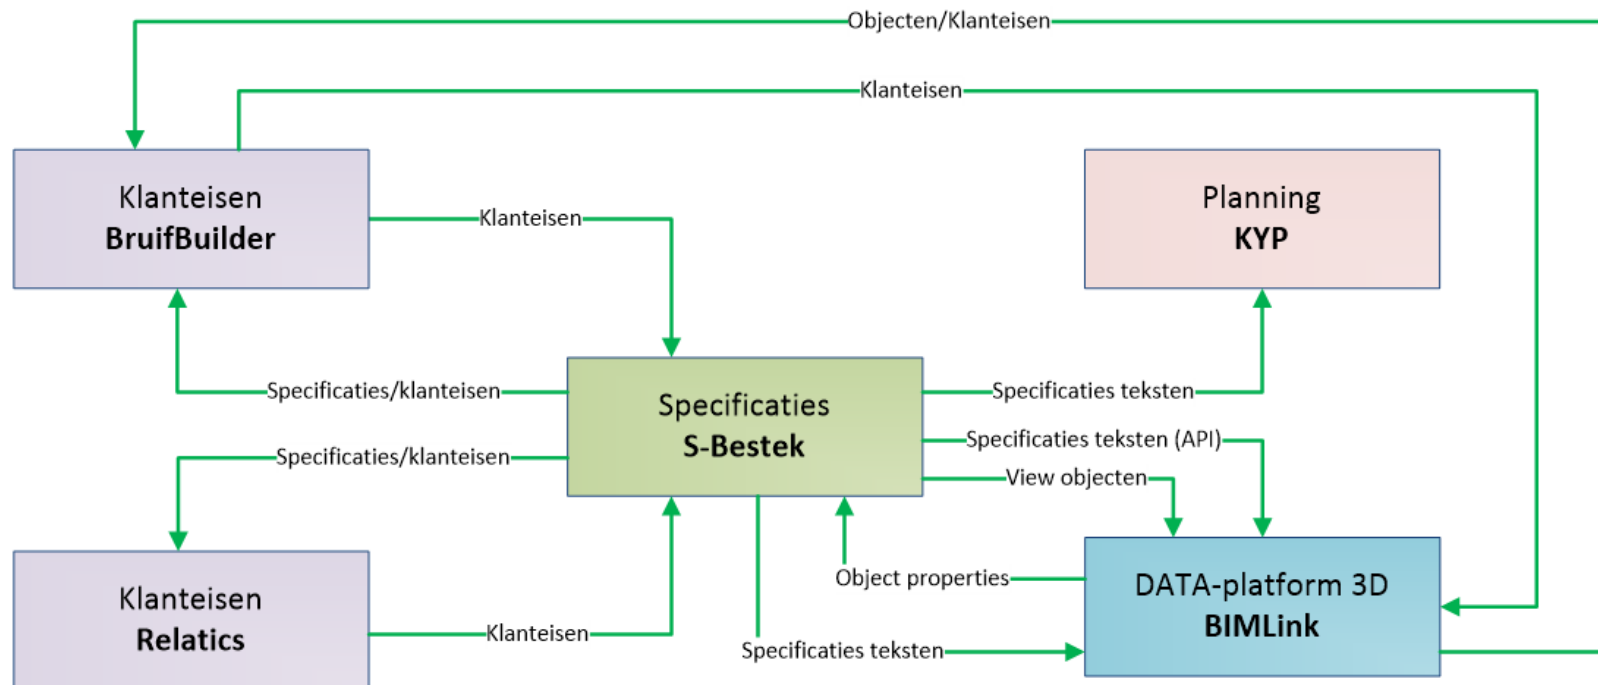 Objecten/Klanteisen
Klanteisen
Klanteisen
BruifBuilder
Klanteisen
Planning
KYP
Specificaties/klanteisen
Specificaties teksten
Specificaties
S-Bestek
Specificaties teksten (API)
Specificaties/klanteisen
View objecten
Object properties
DATA-platform 3D
BIMLink
Klanteisen
Relatics
Klanteisen
Specificaties teksten